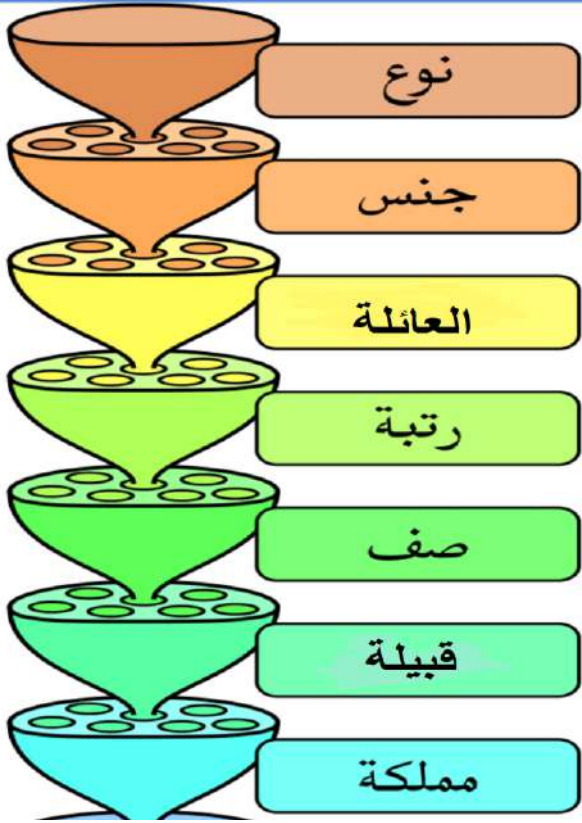 نوع
جنس
العائلة
رتبة
صف
قبيلة
مملكة